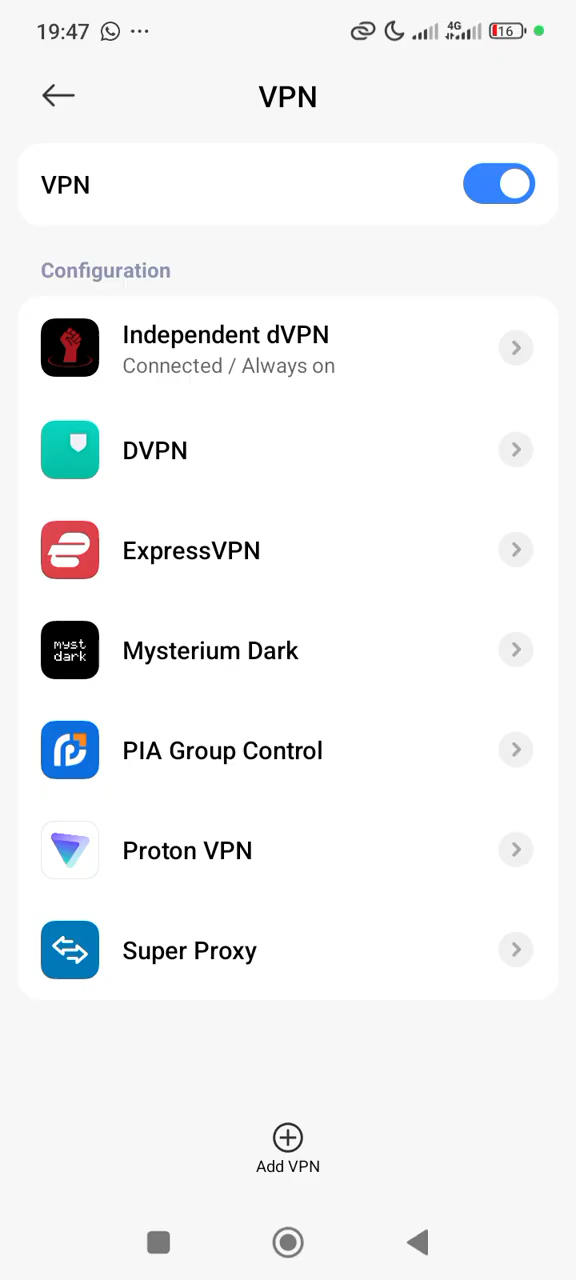 19:47
4G
16
VPN
VPN
Configuration
Independent dVPN
Connected / Always on
DVPN
ExpressVPN
myst
dark
Mysterium Dark
PIA Group Control
Proton VPN
Super Proxy
Add VPN